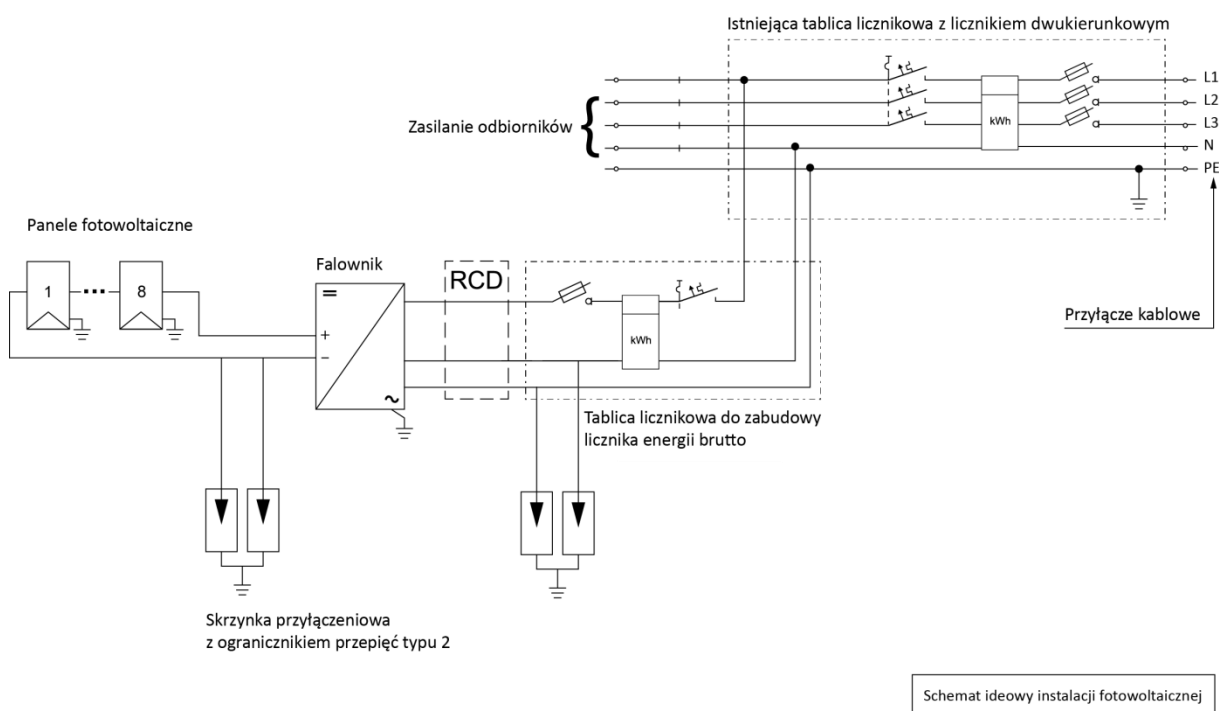 Istniejąca tablica licznikowa z licznikiem dwukierunkowym
L1
L2
Zasilanie odbiorników
kWh
L3
N
PE
Panele fotowoltaiczne
Falownik
RCD
1
8
Przyłącze kablowe
+
−
kWh
Tablica licznikowa do zabudowy
licznika energii brutto
Skrzynka przyłączeniowa
z ogranicznikiem przepięć typu 2
Schemat ideowy instalacji fotowoltaicznej